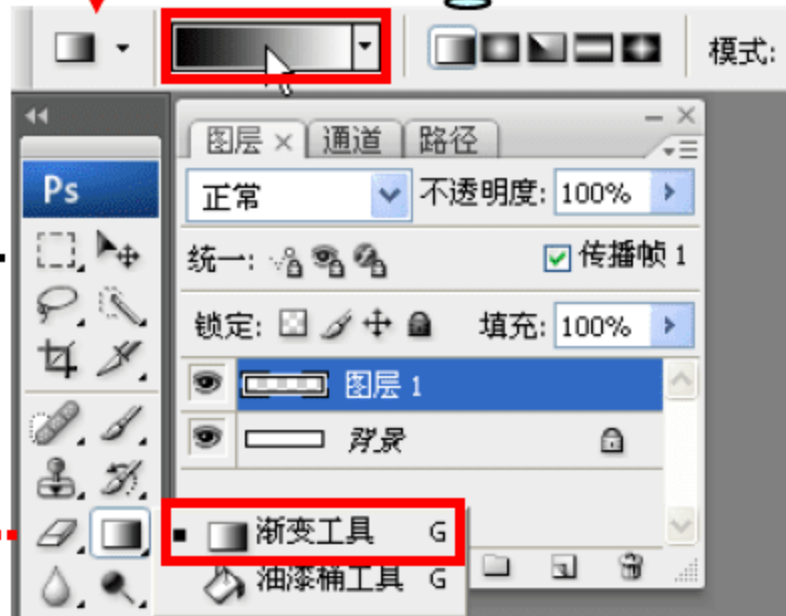 模式:
图层 × 通道 路径
Ps
正常 不透明度: 100%
统一: 传播帧 1
锁定: 填充: 100%
图层 1
背景
渐变工具 G
油漆桶工具 G